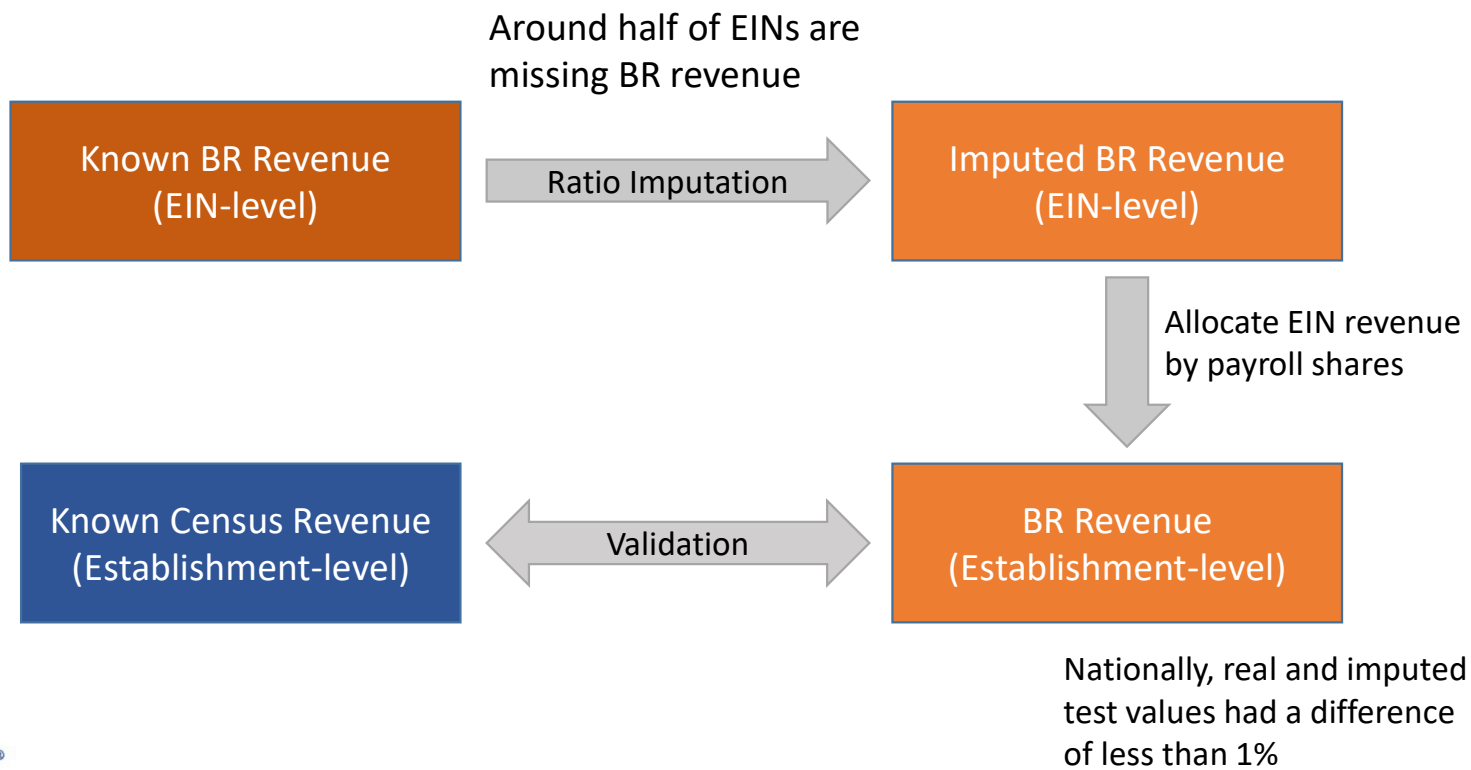 Around half of EINs are
missing BR revenue
Known BR Revenue
(EIN-level)
Ratio Imputation
Imputed BR Revenue
(EIN-level)
Allocate EIN revenue
by payroll shares
Known Census Revenue
(Establishment-level)
Validation
BR Revenue
(Establishment-level)
Nationally, real and imputed
test values had a difference
of less than 1%